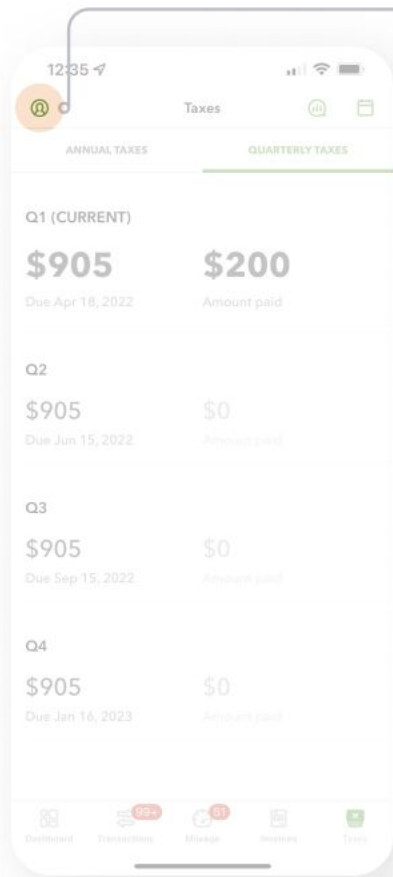 12:35
Taxes
ANNUAL TAXES QUARTERLY TAXES
Q1 (CURRENT)
$905 $200
Due Apr 18, 2022 Amount paid
Q2
$905 $0
Due Jun 15, 2022 Amount paid
Q3
$905 $0
Due Sep 15, 2022 Amount paid
Q4
$905 $0
Due Jan 16, 2023 Amount paid
99+ 51
Dashboard Transactions Mileage Invoices Taxes